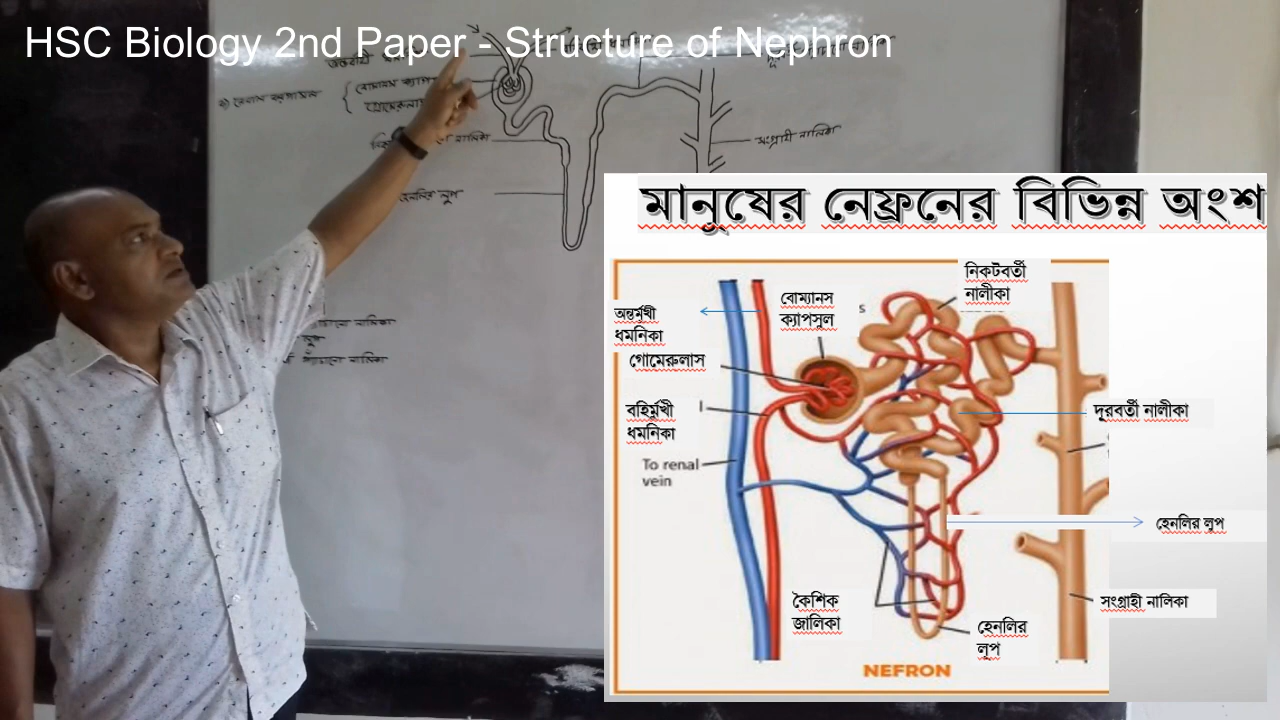 HSC Biology 2nd Paper - Structure of Nephron
বোমানস ক্যাপ
গ্লোমেরুলা
নালিকা
সংগ্রাহী নালিকা
লুপ
মানুষের নেফ্রনের বিভিন্ন অংশ
নিকটবর্তী
নালীকা
বোম্যানস
ক্যাপসুল
s
অন্তর্মুখী
ধমনিকা
গোমেরুলাস
বহির্মুখী
ধমনিকা
দূরবর্তী নালীকা
To renal
vein
হেনলির লুপ
কৈশিক
জালিকা
সংগ্রাহী নালিকা
হেনলির
লুপ
NEFRON